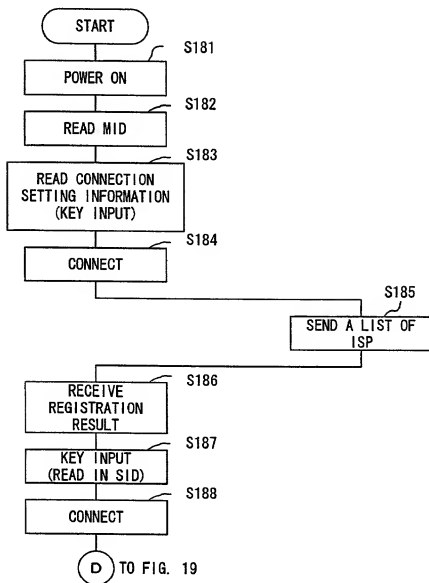 START
S181
POWER ON
S182
READ MID
S183
READ CONNECTION
SETTING INFORMATION
(KEY INPUT)
S184
CONNECT
S185
SEND A LIST OF
ISP
S186
RECEIVE
REGISTRATION
RESULT
S187
KEY INPUT
(READ IN SID)
S188
CONNECT
D TO FIG. 19